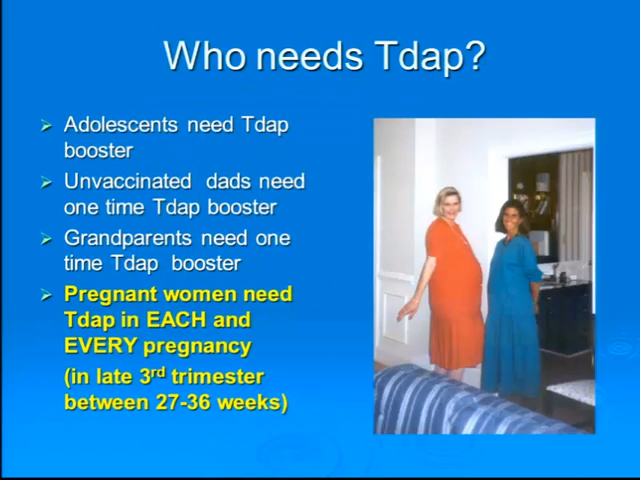 Who needs Tdap?
Adolescents need Tdap
booster
Unvaccinated dads need
one time Tdap booster
Grandparents need one
time Tdap booster
Pregnant women need
Tdap in EACH and
EVERY pregnancy
(in late 3rd trimester
between 27-36 weeks)